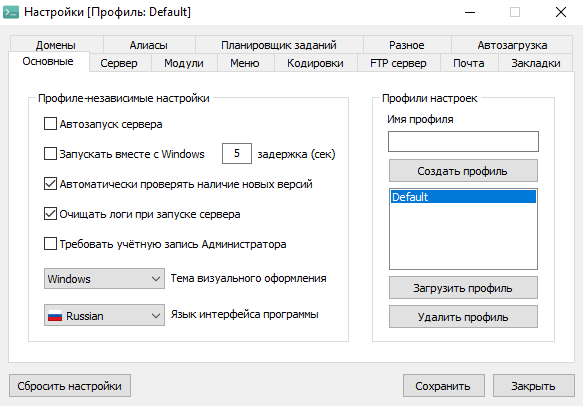 Настройки [Профиль: Default]
Домены Алиасы Планировщик заданий Разное Автозагрузка
Основные Сервер Модули Меню Кодировки FTP сервер Почта Закладки
Профиле-независимые настройки
Автозапуск сервера
Запускать вместе с Windows 5 задержка (сек)
Автоматически проверять наличие новых версий
Очищать логи при запуске сервера
Требовать учётную запись Администратора
Windows Тема визуального оформления
Russian Язык интерфейса программы
Профили настроек
Имя профиля
Создать профиль
Default
Загрузить профиль
Удалить профиль
Сбросить настройки Сохранить Закрыть